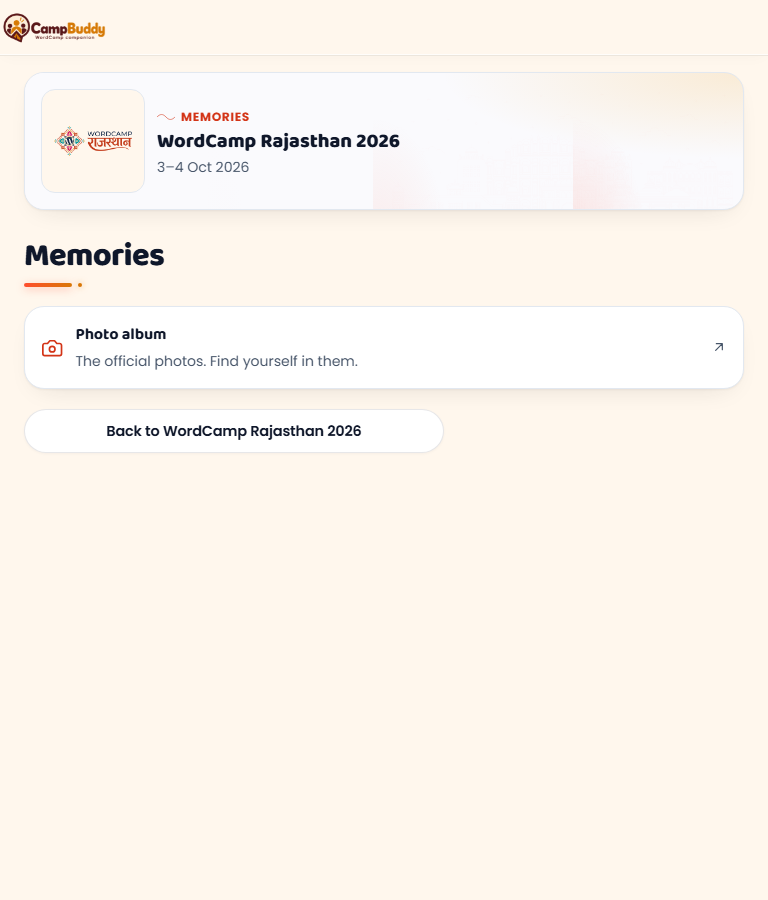 CampBuddy
WordCamp companion
WORDCAMP
राजस्थान
MEMORIES
WordCamp Rajasthan 2026
3–4 Oct 2026
Memories
Photo album
The official photos. Find yourself in them.
Back to WordCamp Rajasthan 2026